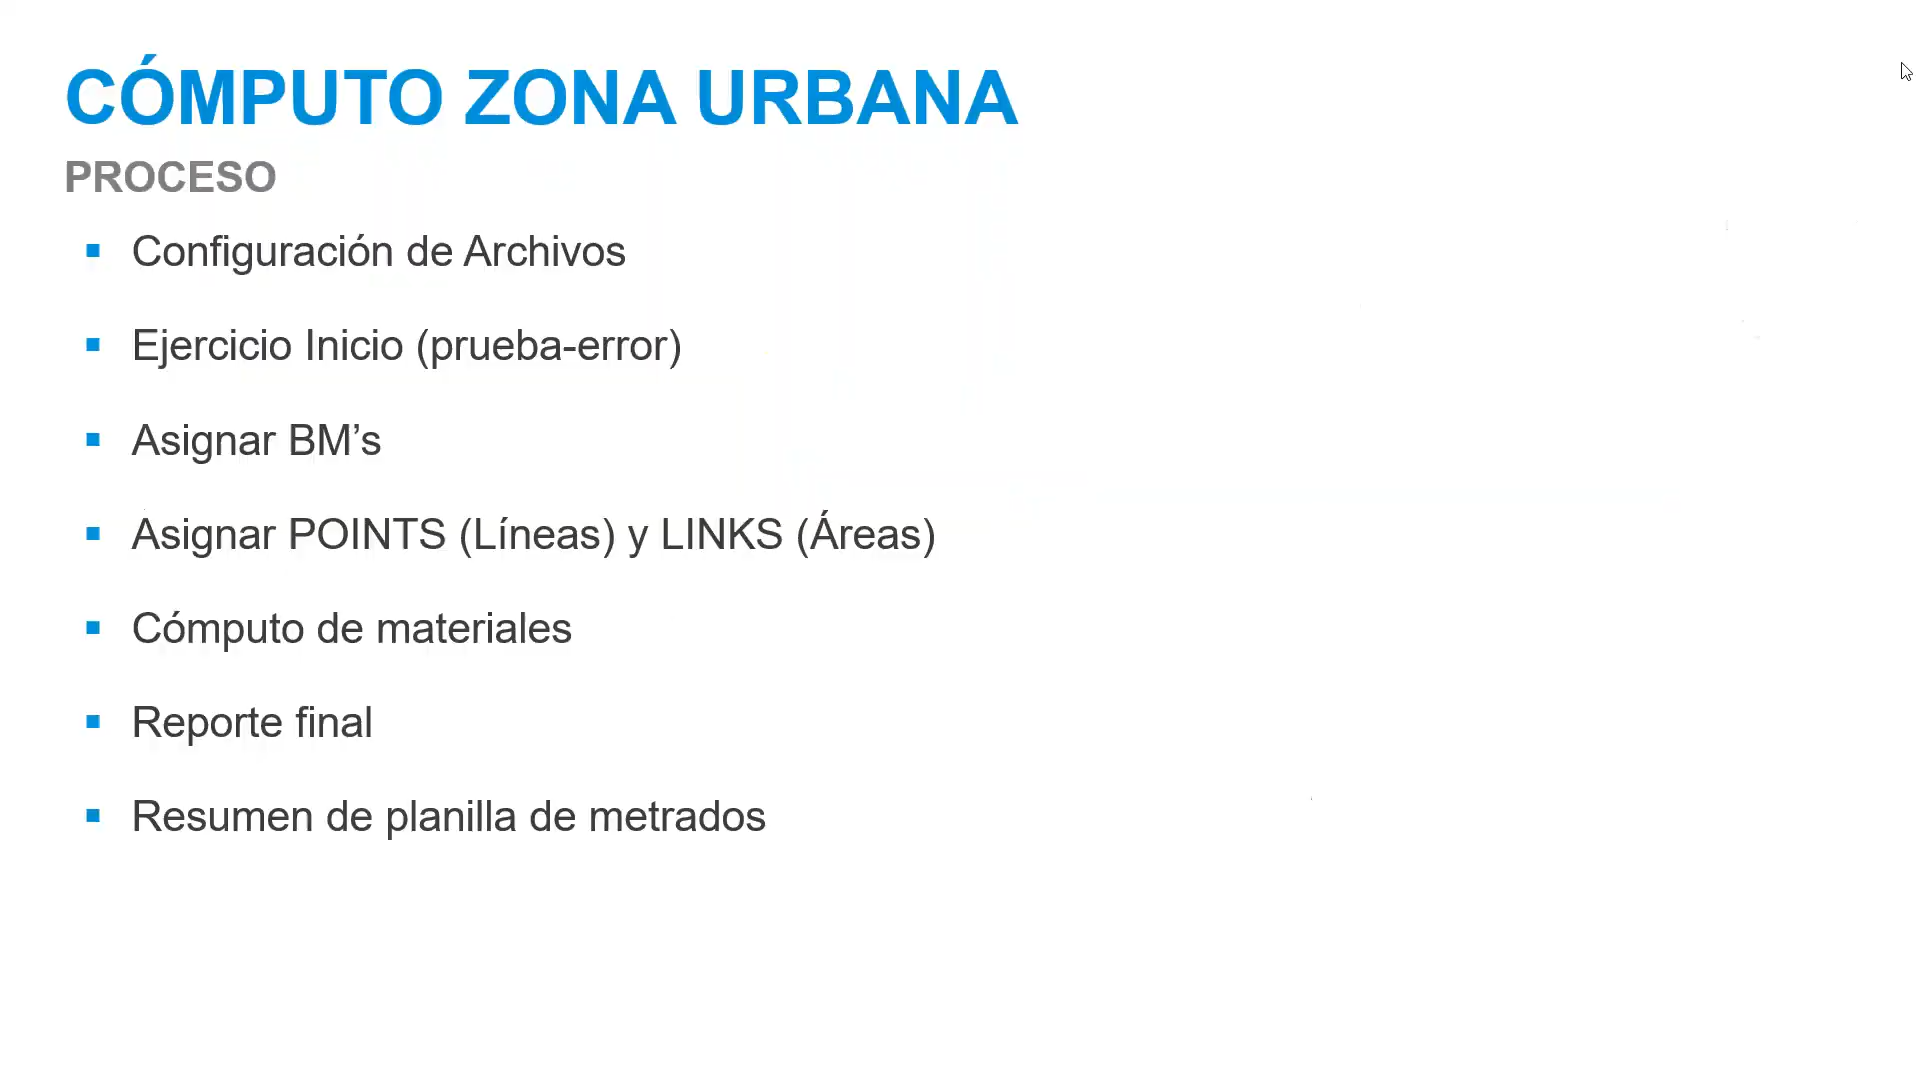 CÓMPUTO ZONA URBANA
PROCESO
Configuración de Archivos
Ejercicio Inicio (prueba-error)
Asignar BM’s
Asignar POINTS (Líneas) y LINKS (Áreas)
Cómputo de materiales
Reporte final
Resumen de planilla de metrados